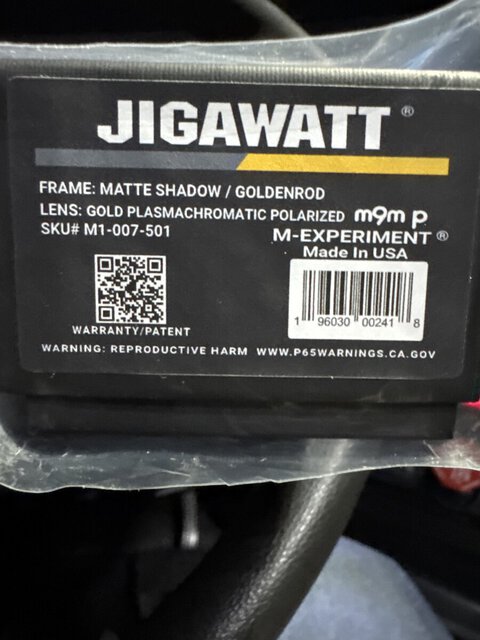 JIGAWATT ®
FRAME: MATTE SHADOW / GOLDENROD
LENS: GOLD PLASMACHROMATIC POLARIZED m9m p
SKU# M1-007-501
M-EXPERIMENT ®
Made In USA
WARRANTY/PATENT
1 96030 00241 8
WARNING: REPRODUCTIVE HARM WWW.P65WARNINGS.CA.GOV